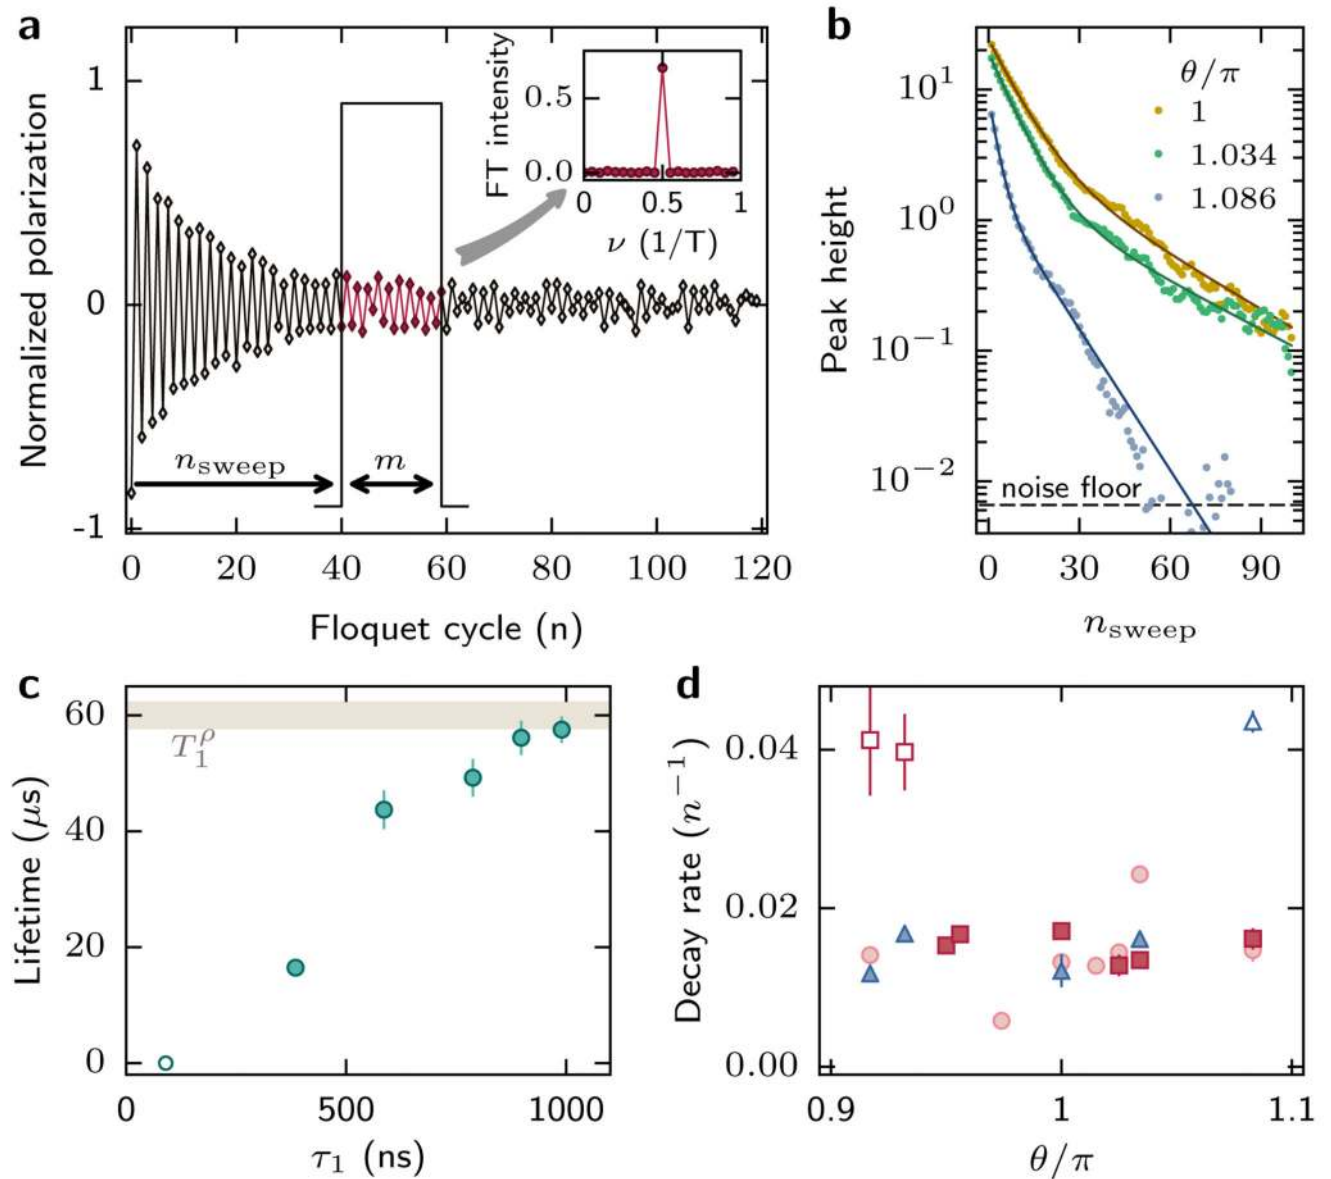 a
Normalized polarization
1
0
-1
0 20 40 60 80 100 120
Floquet cycle (n)
n_sweep
m
FT intensity
0.5
0.0
0 0.5 1
ν (1/T)
b
Peak height
10^1
10^0
10^−1
10^−2
θ/π
1
1.034
1.086
noise floor
0 30 60 90
n_sweep
c
Lifetime (μs)
60
40
20
0
T_1^ρ
0 500 1000
τ_1 (ns)
d
Decay rate (n^−1)
0.04
0.02
0.00
0.9 1 1.1
θ/π